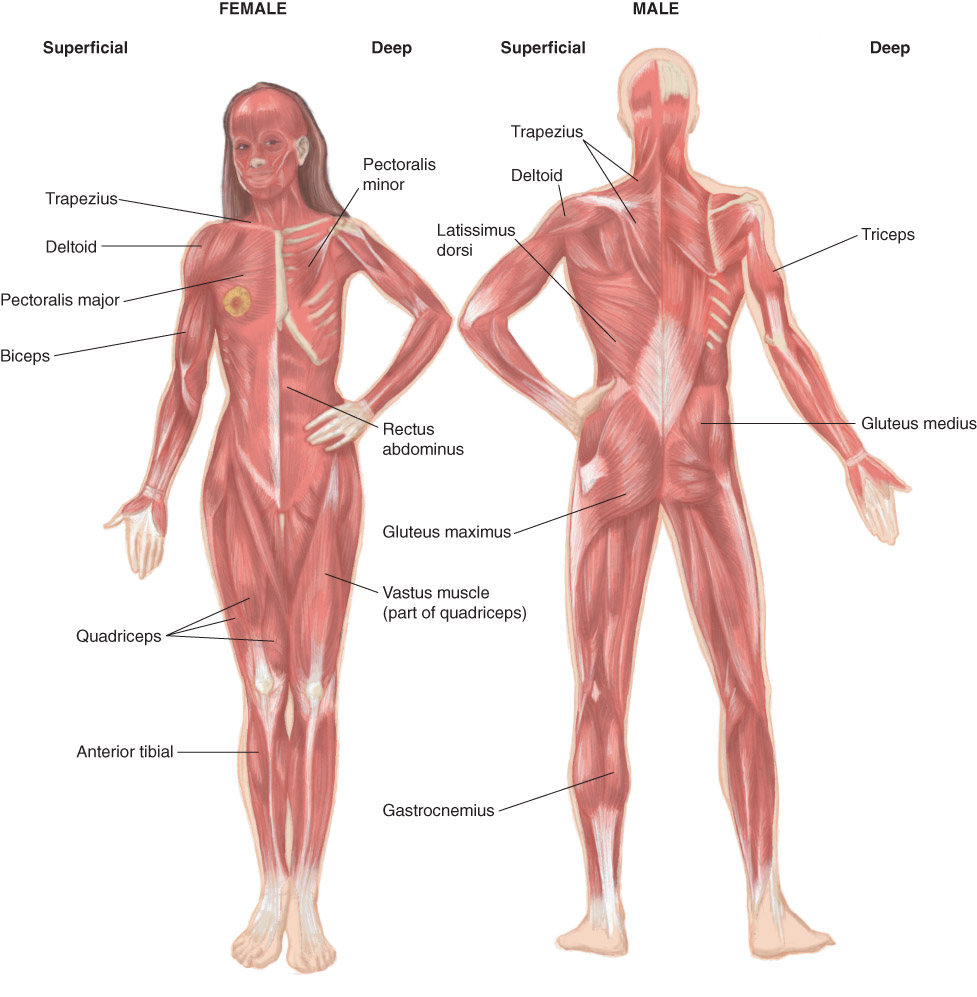 FEMALE
MALE
Superficial
Deep
Superficial
Deep
Trapezius
Deltoid
Pectoralis major
Biceps
Pectoralis
minor
Rectus
abdominus
Vastus muscle
(part of quadriceps)
Quadriceps
Anterior tibial
Trapezius
Deltoid
Latissimus
dorsi
Triceps
Gluteus medius
Gluteus maximus
Gastrocnemius